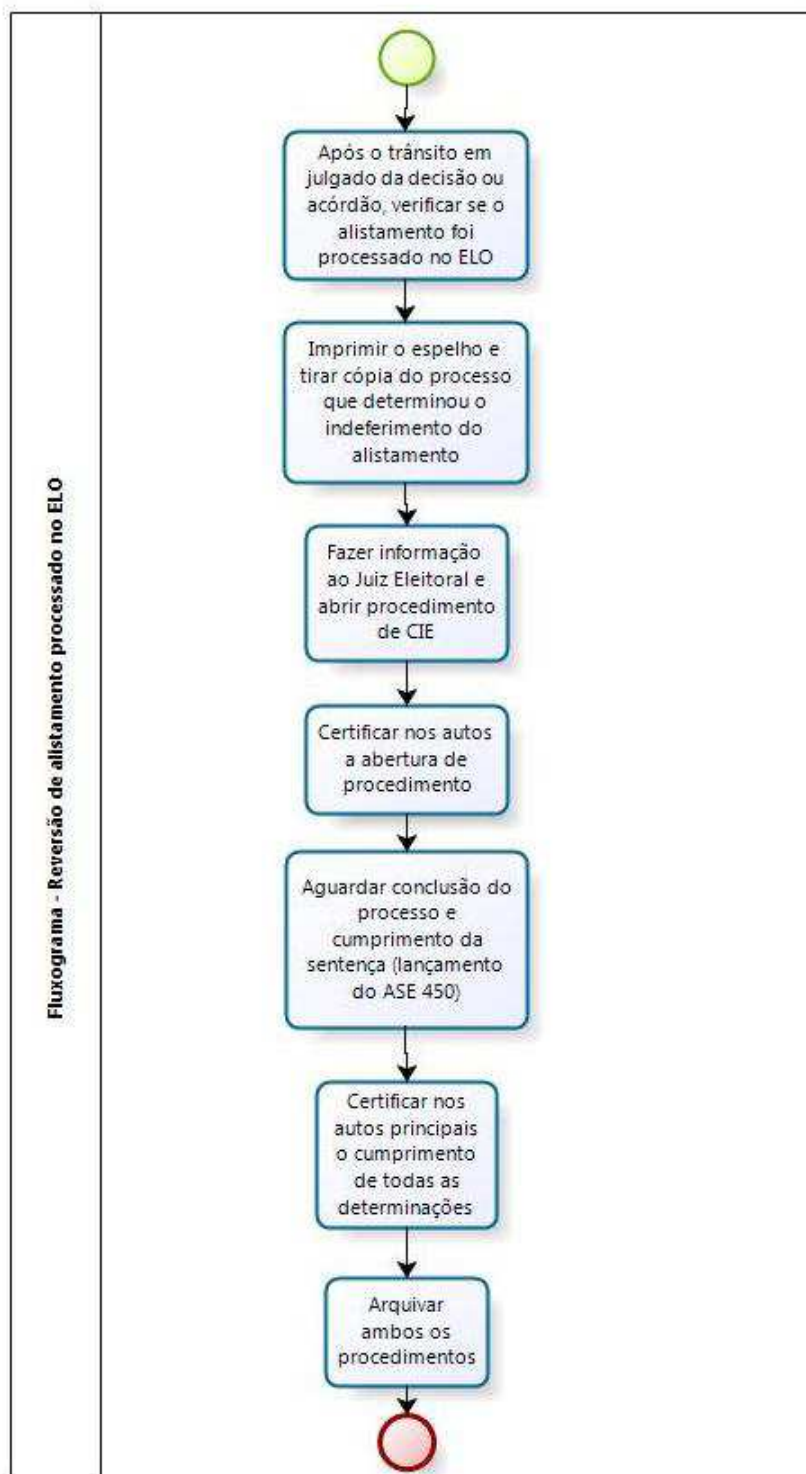 Fluxograma - Reversão de alistamento processado no ELO
Após o trânsito em
julgado da decisão ou
acórdão, verificar se o
alistamento foi
processado no ELO
Imprimir o espelho e
tirar cópia do processo
que determinou o
indeferimento do
alistamento
Fazer informação
ao Juiz Eleitoral e
abrir procedimento
de CIE
Certificar nos autos
a abertura de
procedimento
Aguardar conclusão do
processo e
cumprimento da
sentença (lançamento
do ASE 450)
Certificar nos
autos principais
o cumprimento
de todas as
determinações
Arquivar
ambos os
procedimentos